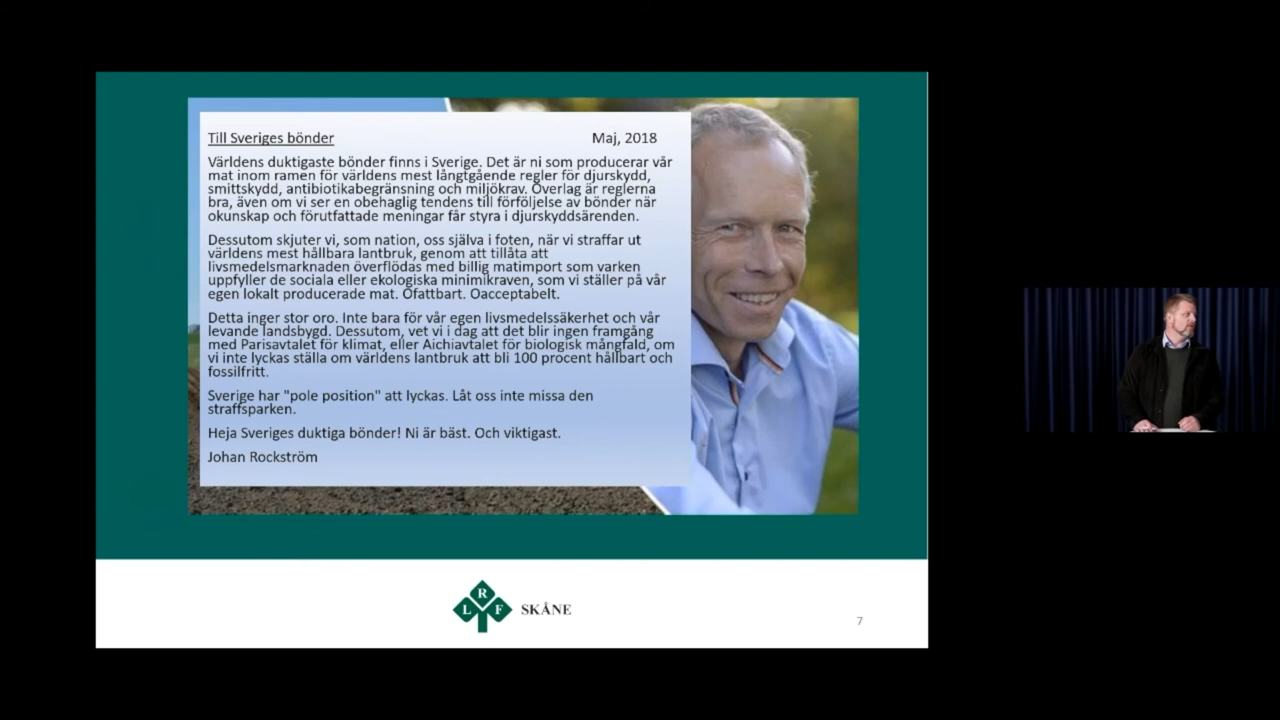 Till Sveriges bönder Maj, 2018
Världens duktigaste bönder finns i Sverige. Det är ni som producerar vår
mat inom ramen för världens mest långtgående regler för djurskydd,
smittskydd, antibiotikabegränsning och miljökrav. Överlag är reglerna
bra, även om vi ser en obehaglig tendens till förföljelse av bönder när
okunskap och förutfattade meningar får styra i djurskyddsärenden.
Dessutom skjuter vi, som nation, oss själva i foten, när vi straffar ut
världens mest hållbara lantbruk, genom att tillåta att
livsmedelsmarknaden överflödas med billig matimport som varken
uppfyller de sociala eller ekologiska minimikraven, som vi ställer på vår
egen lokalt producerade mat. Ofattbart. Oacceptabelt.
Detta inger stor oro. Inte bara för vår egen livsmedelssäkerhet och vår
levande landsbygd. Dessutom, vet vi i dag att det blir ingen framgång
med Parisavtalet för klimat, eller Aichiavtalet för biologisk mångfald, om
vi inte lyckas ställa om världens lantbruk att bli 100 procent hållbart och
fossilfritt.
Sverige har "pole position" att lyckas. Låt oss inte missa den
straffsparken.
Heja Sveriges duktiga bönder! Ni är bäst. Och viktigast.
Johan Rockström
LRF SKÅNE
7